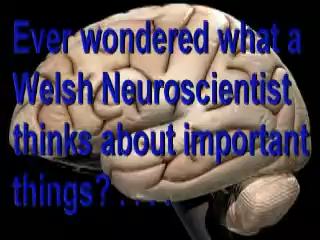 Ever wondered what a
Welsh Neuroscientist
thinks about important
things? . . . .